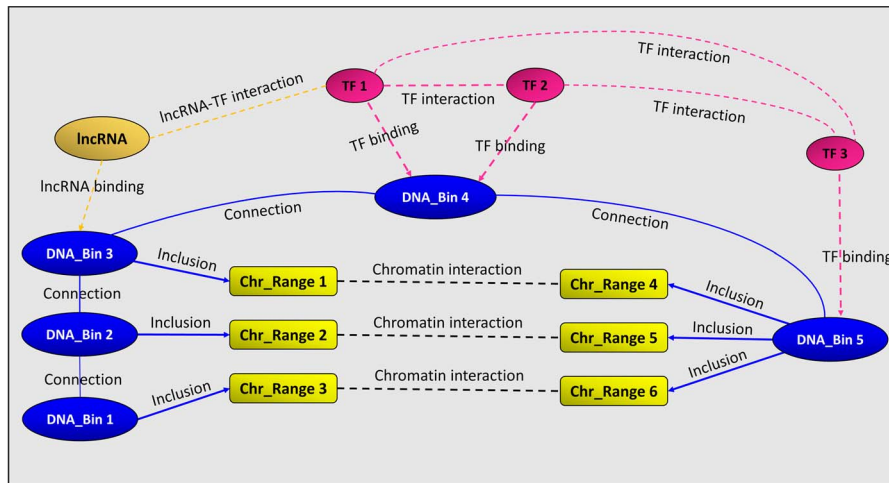 TF interaction
lncRNA-TF interaction
TF 1
TF interaction
TF 2
TF interaction
lncRNA
TF binding
TF binding
TF 3
lncRNA binding
DNA_Bin 4
Connection
Connection
DNA_Bin 3
Inclusion
Chr_Range 1
Chromatin interaction
Chr_Range 4
Inclusion
TF binding
Connection
DNA_Bin 2
Inclusion
Chr_Range 2
Chromatin interaction
Chr_Range 5
Inclusion
DNA_Bin 5
Connection
Inclusion
Chr_Range 3
Chromatin interaction
Chr_Range 6
Inclusion
DNA_Bin 1